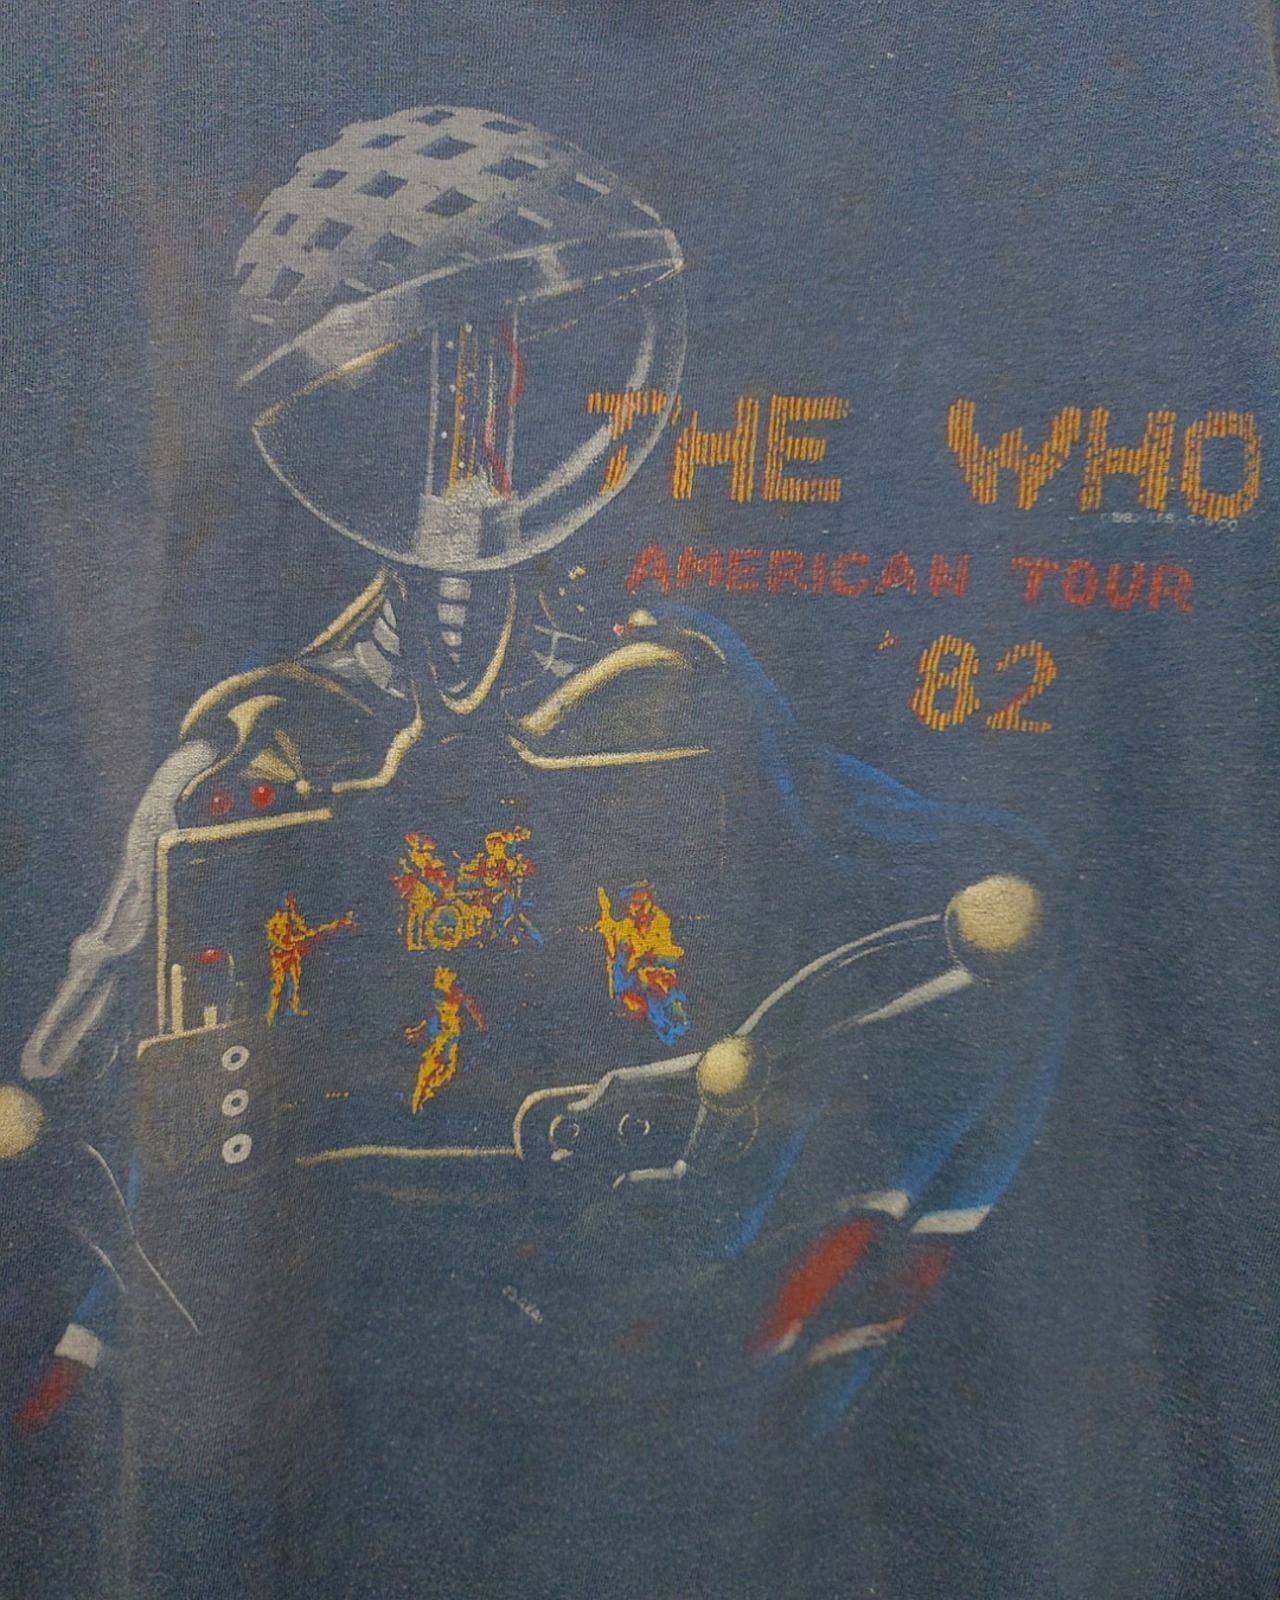 THE WHO
AMERICAN TOUR
'82